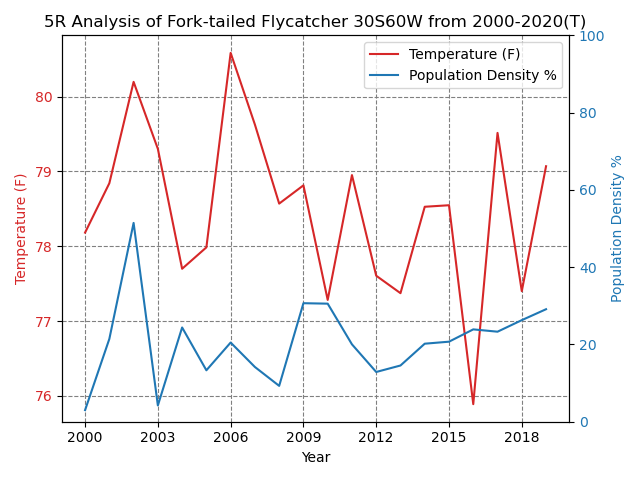 5R Analysis of Fork-tailed Flycatcher 30S60W from 2000-2020(T)
Temperature (F)
Population Density %
80
79
78
77
76
Temperature (F)
100
80
60
40
20
0
Population Density %
2000 2003 2006 2009 2012 2015 2018
Year